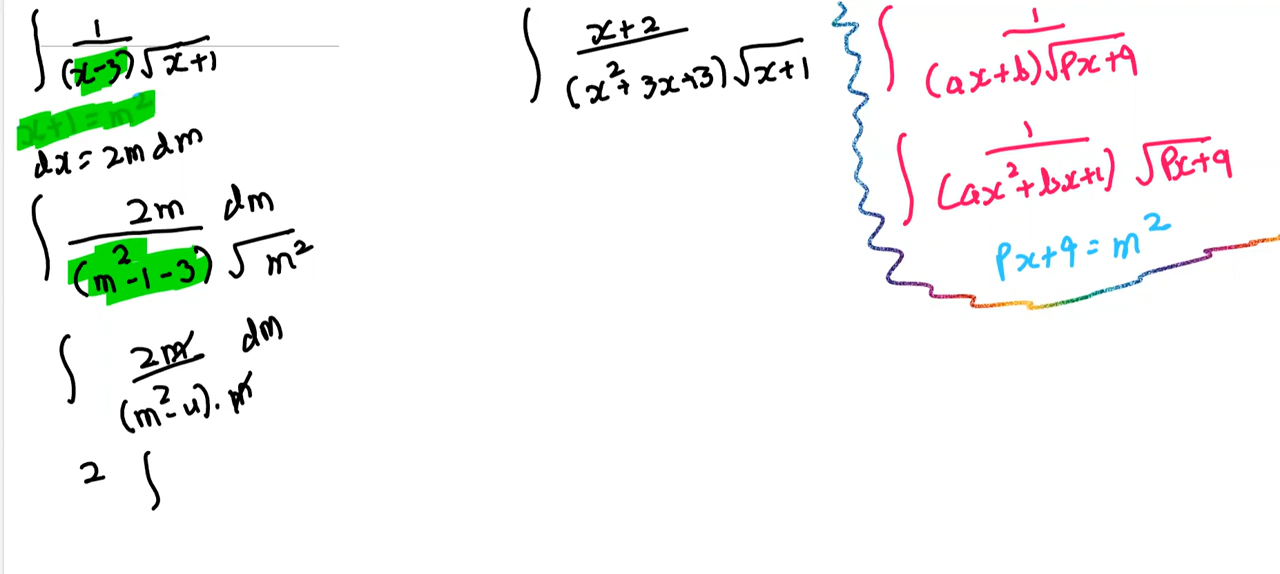 ∫ 1/((x-3)√(x+1))
x+1 = m²
dx = 2m dm
∫ 2m/((m²-1-3)√(m²)) dm
∫ 2m/((m²-4).m) dm
2 ∫
∫ (x+2)/((x²+3x+3)√(x+1))
2
∫ 1/((ax+b)√(px+q))
∫ 1/((ax²+bx+c)√(px+q))
px+q = m²